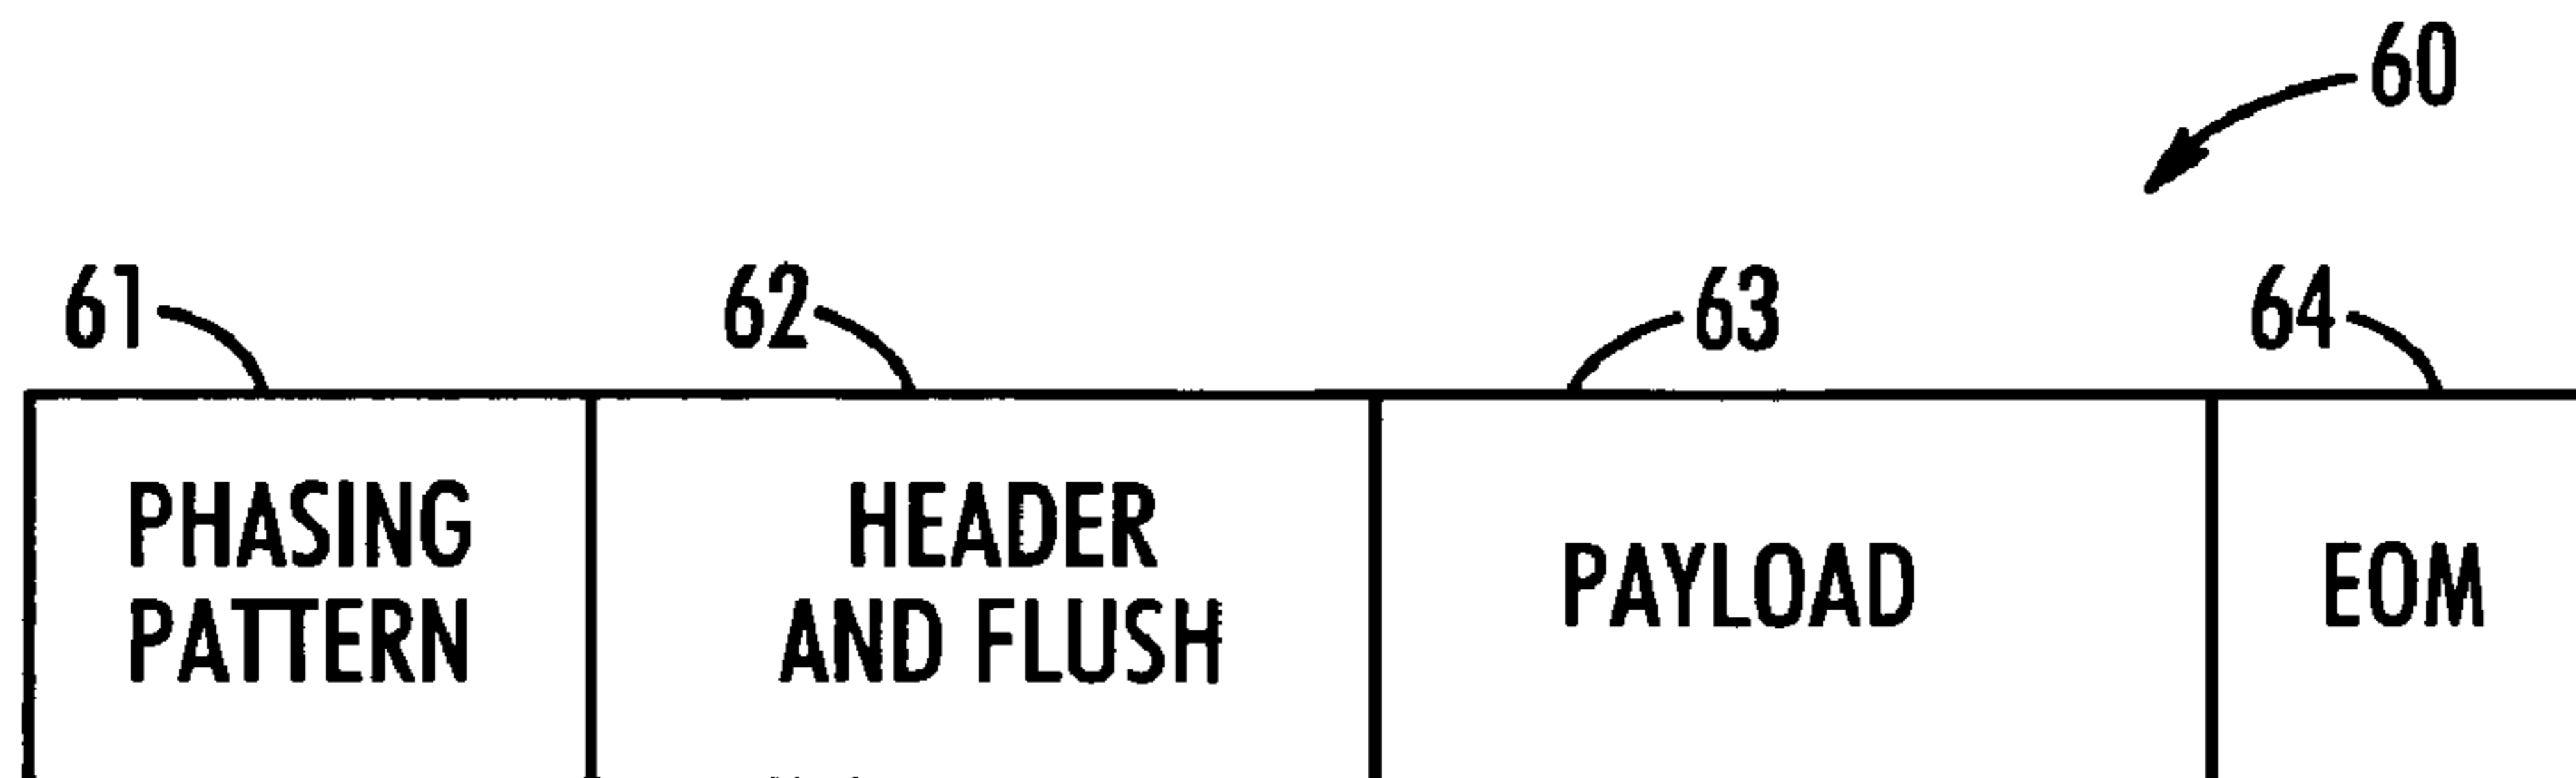 60
61
62
63
64
PHASING
PATTERN
HEADER
AND FLUSH
PAYLOAD
EOM